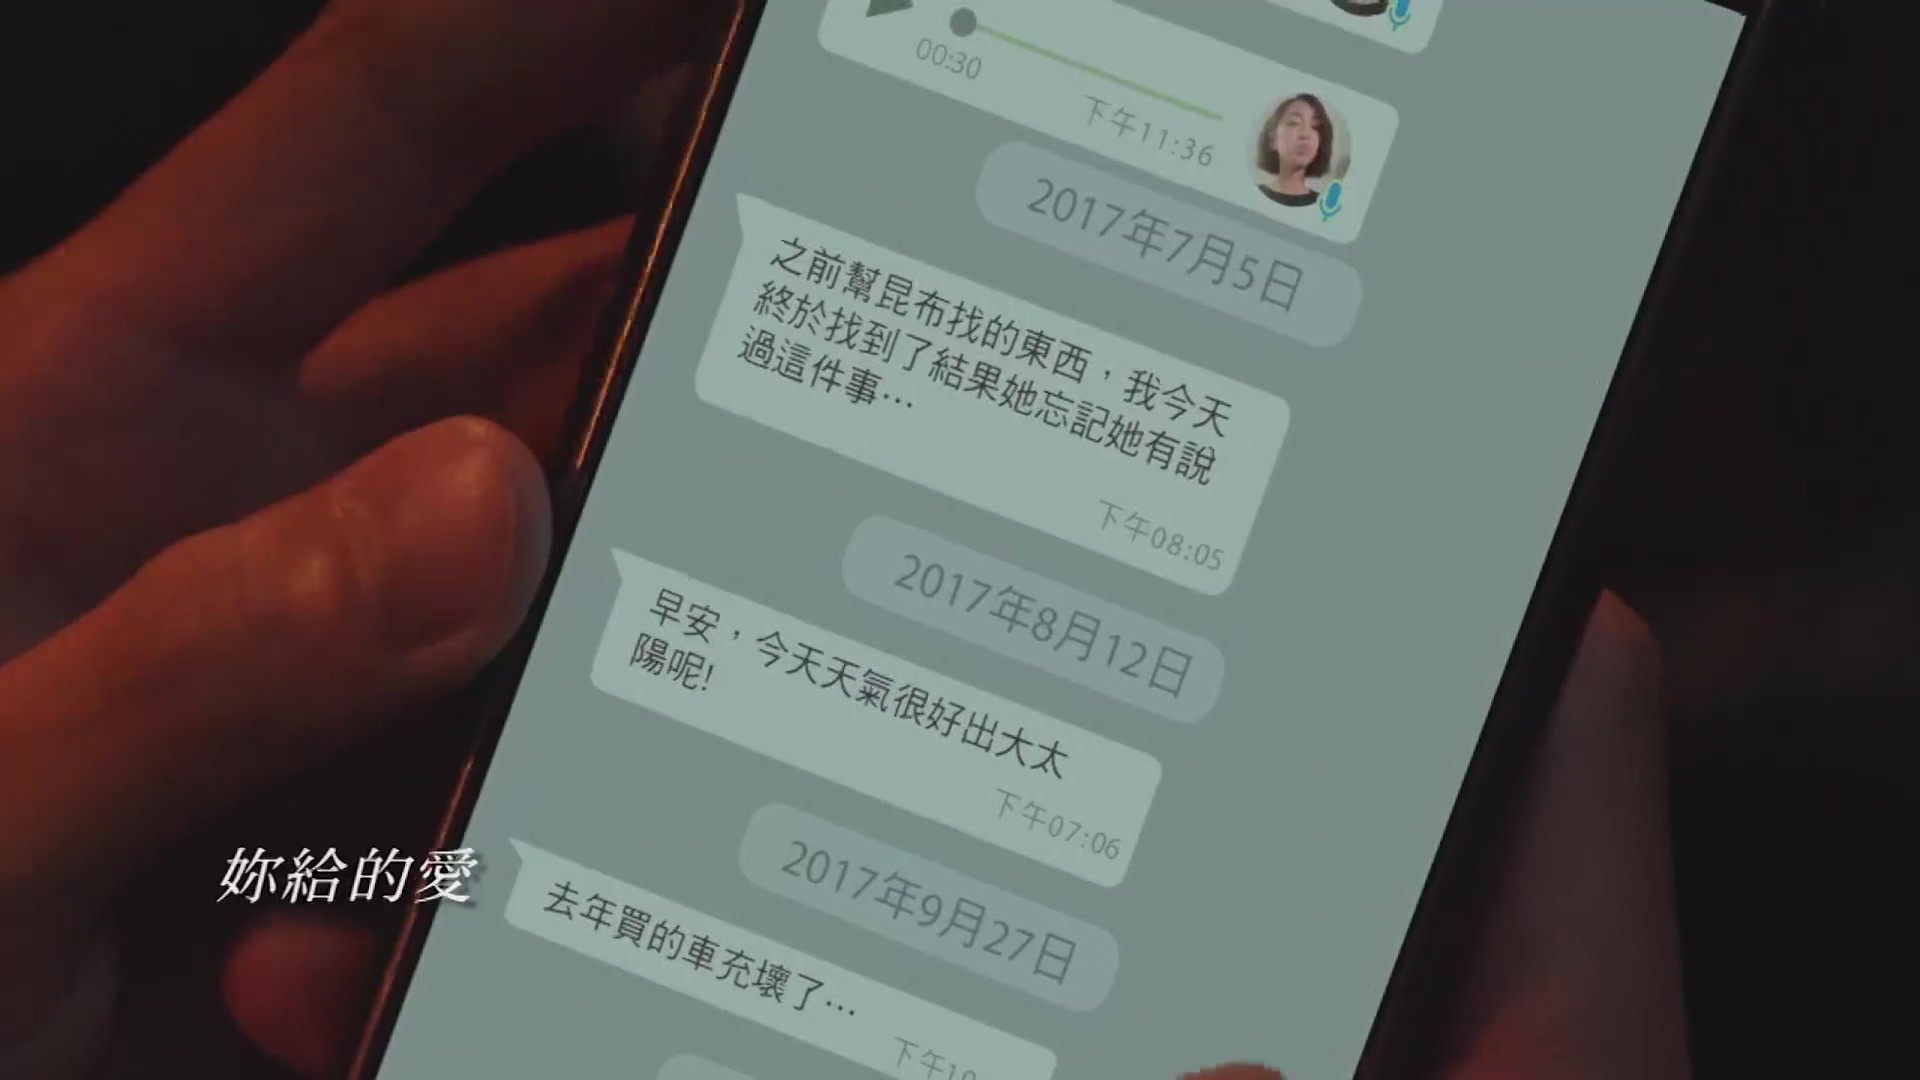 00:30
下午11:36
2017年7月5日
之前幫昆布找的東西，我今天
終於找到了結果她忘記她有說
過這件事…
下午08:05
2017年8月12日
早安，今天天氣很好出大太
陽呢!
下午07:06
2017年9月27日
去年買的車充壞了…
下午10
妳給的愛